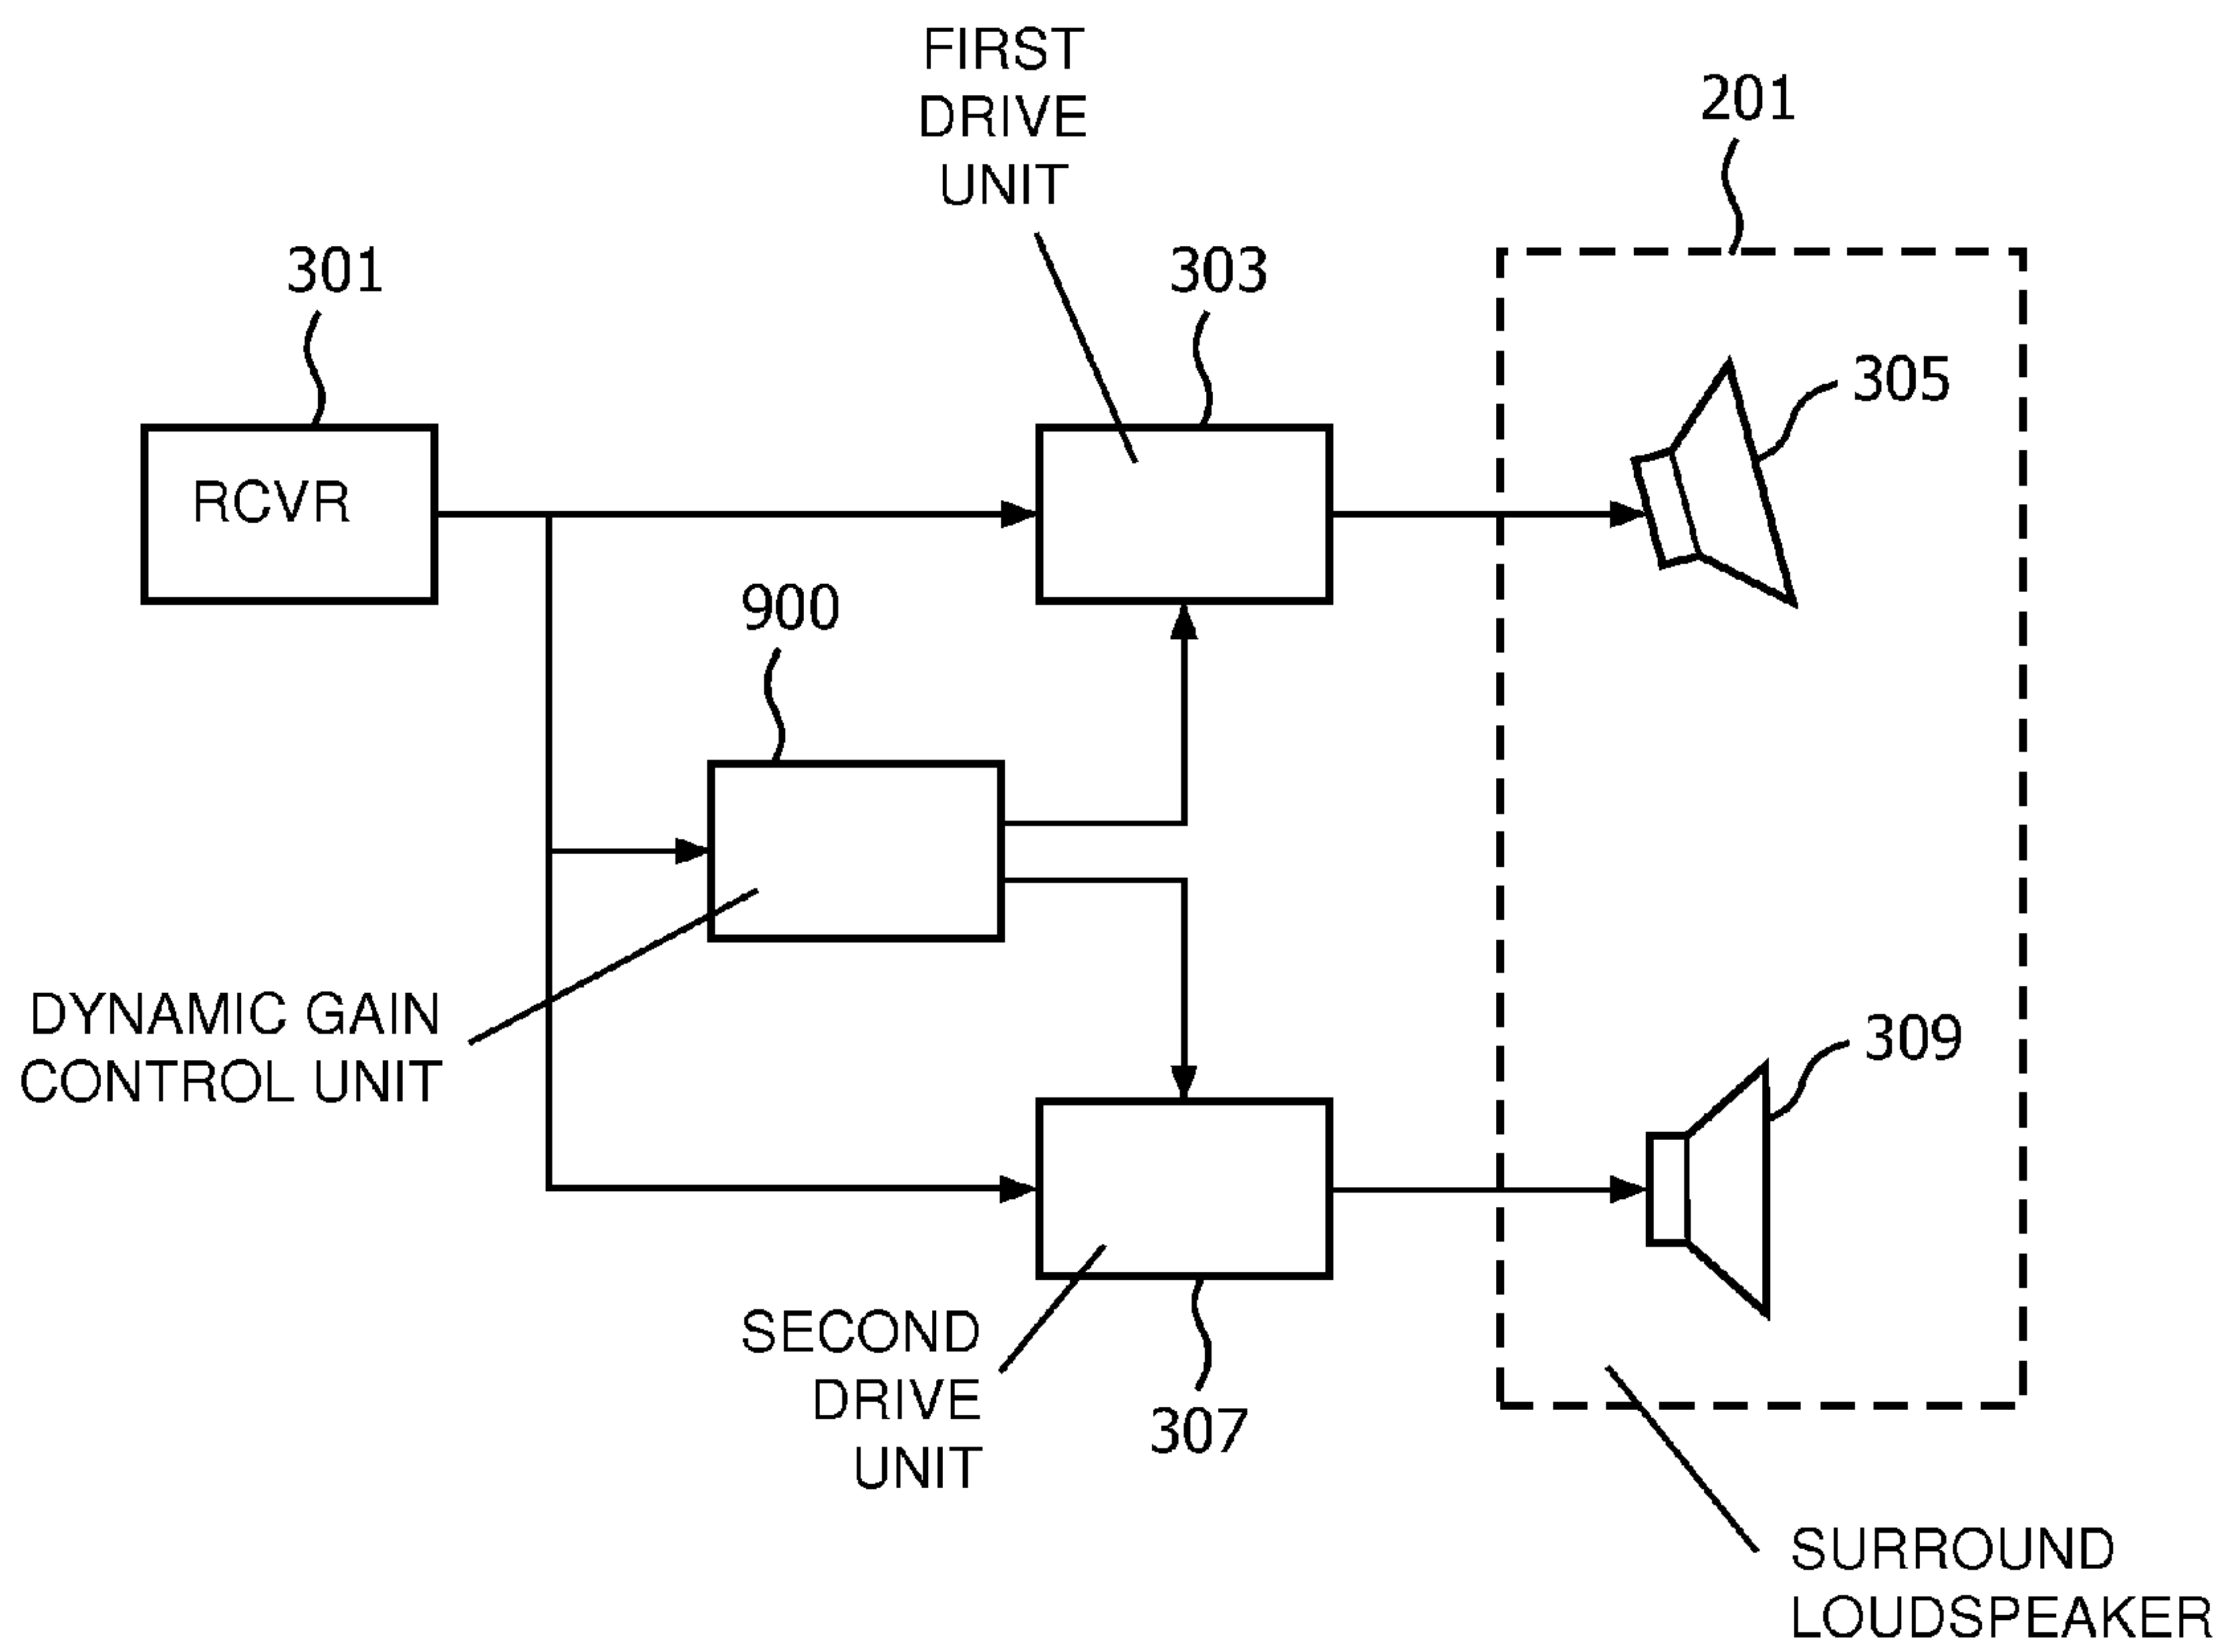 FIRST
DRIVE
UNIT
201
301
303
305
RCVR
900
DYNAMIC GAIN
CONTROL UNIT
309
SECOND
DRIVE
UNIT
307
SURROUND
LOUDSPEAKER